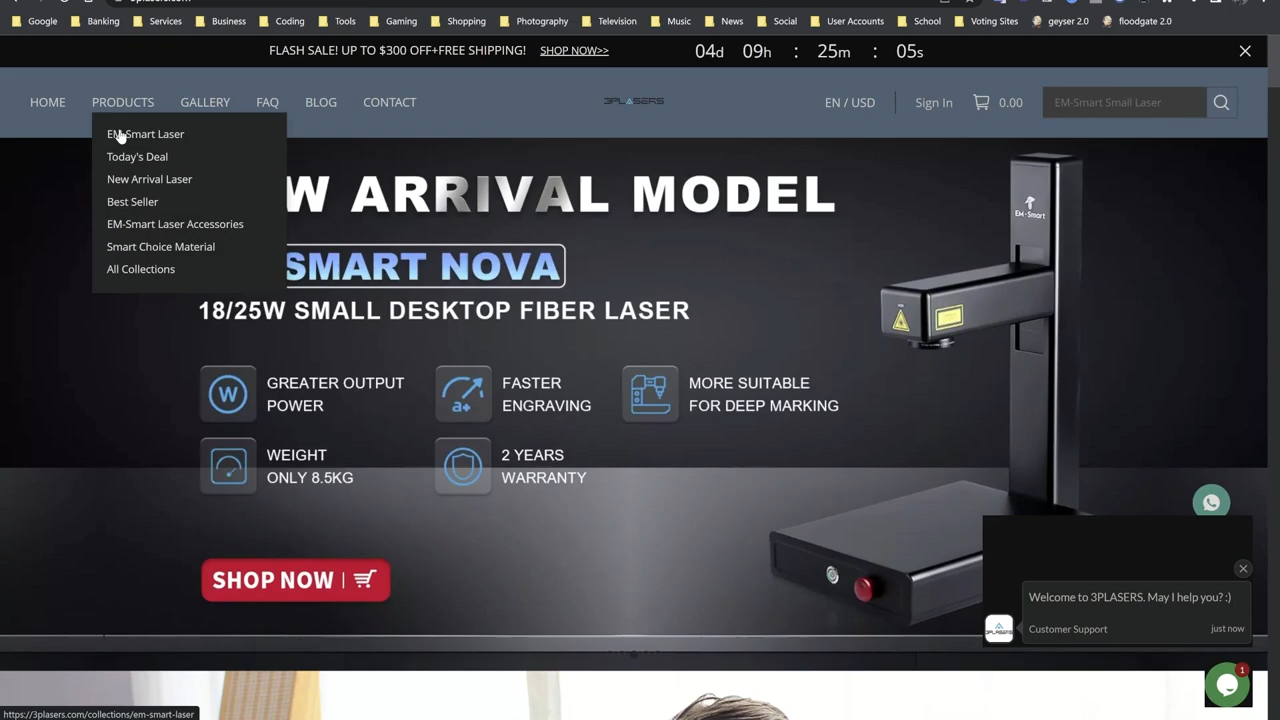 3plasers.com
Google Banking Services Business Coding Tools Gaming Shopping Photography Television Music News Social User Accounts School Voting Sites geyser 2.0 floodgate 2.0
FLASH SALE! UP TO $300 OFF+FREE SHIPPING! SHOP NOW>> 04d 09h : 25m : 05s
HOME PRODUCTS GALLERY FAQ BLOG CONTACT 3PLASERS EN / USD Sign In 0.00 EM-Smart Small Laser
EM-Smart Laser
Today's Deal
New Arrival Laser
Best Seller
EM-Smart Laser Accessories
Smart Choice Material
All Collections
W ARRIVAL MODEL
SMART NOVA
18/25W SMALL DESKTOP FIBER LASER
W
GREATER OUTPUT
POWER
a+
FASTER
ENGRAVING
MORE SUITABLE
FOR DEEP MARKING
WEIGHT
ONLY 8.5KG
2 YEARS
WARRANTY
SHOP NOW
EM-Smart
Welcome to 3PLASERS. May I help you? :)
3PLASERS
Customer Support just now
1
https://3plasers.com/collections/em-smart-laser